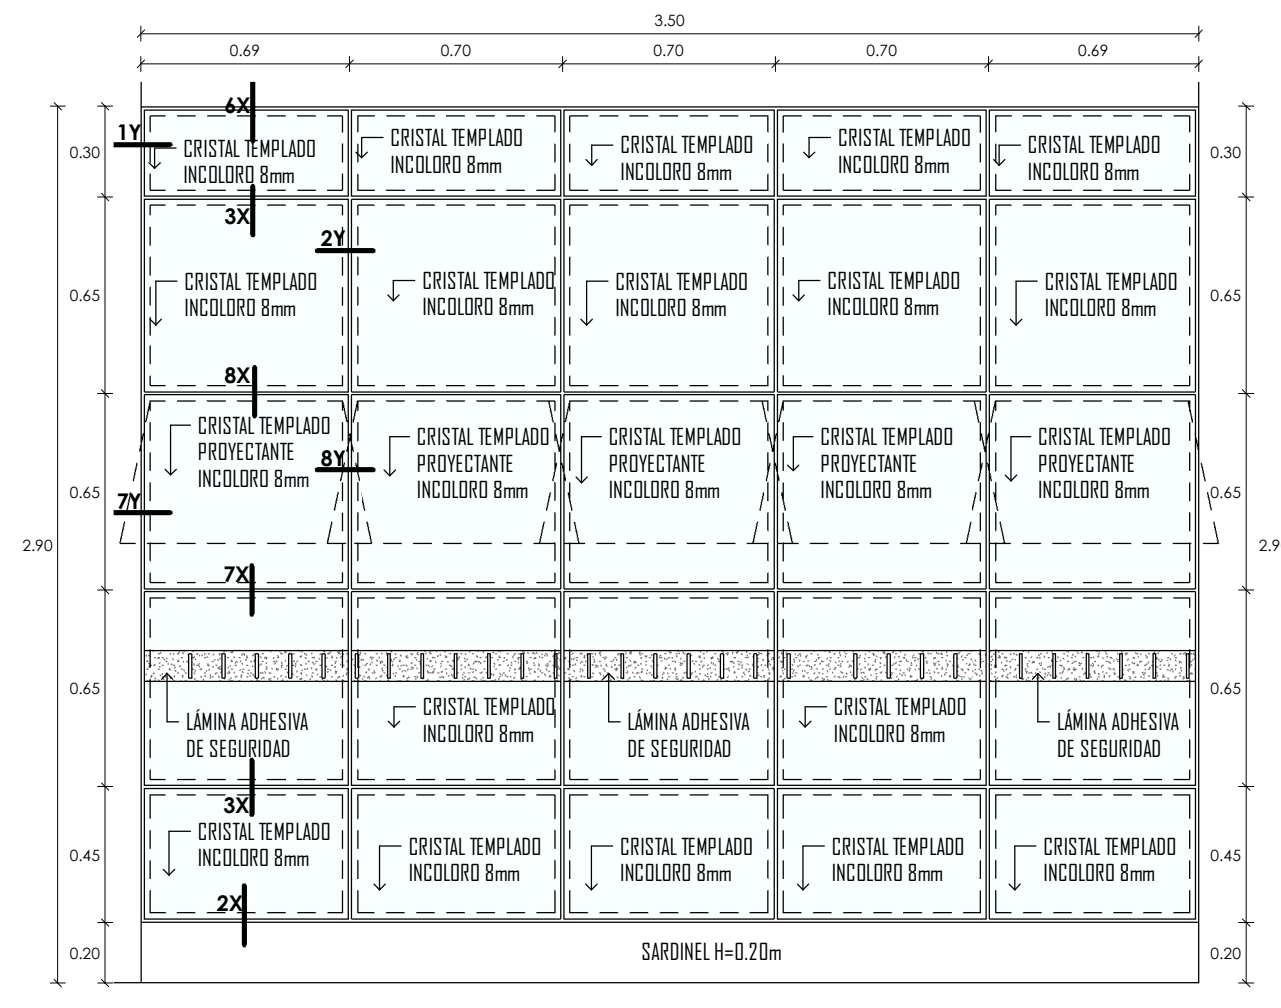 3.50
0.69 0.70 0.70 0.70 0.69
6X
1Y
0.30
CRISTAL TEMPLADO
INCOLORO 8mm
CRISTAL TEMPLADO
INCOLORO 8mm
CRISTAL TEMPLADO
INCOLORO 8mm
CRISTAL TEMPLADO
INCOLORO 8mm
CRISTAL TEMPLADO
INCOLORO 8mm
0.30
3X
2Y
0.65
CRISTAL TEMPLADO
INCOLORO 8mm
CRISTAL TEMPLADO
INCOLORO 8mm
CRISTAL TEMPLADO
INCOLORO 8mm
CRISTAL TEMPLADO
INCOLORO 8mm
CRISTAL TEMPLADO
INCOLORO 8mm
0.65
8X
CRISTAL TEMPLADO
PROYECTANTE
INCOLORO 8mm
CRISTAL TEMPLADO
PROYECTANTE
INCOLORO 8mm
CRISTAL TEMPLADO
PROYECTANTE
INCOLORO 8mm
CRISTAL TEMPLADO
PROYECTANTE
INCOLORO 8mm
CRISTAL TEMPLADO
PROYECTANTE
INCOLORO 8mm
8Y
0.65
0.65
7Y
2.90
2.9
7X
0.65
LÁMINA ADHESIVA
DE SEGURIDAD
CRISTAL TEMPLADO
INCOLORO 8mm
LÁMINA ADHESIVA
DE SEGURIDAD
CRISTAL TEMPLADO
INCOLORO 8mm
LÁMINA ADHESIVA
DE SEGURIDAD
0.65
3X
0.45
CRISTAL TEMPLADO
INCOLORO 8mm
CRISTAL TEMPLADO
INCOLORO 8mm
CRISTAL TEMPLADO
INCOLORO 8mm
CRISTAL TEMPLADO
INCOLORO 8mm
CRISTAL TEMPLADO
INCOLORO 8mm
0.45
2X
0.20
SARDINEL H=0.20m
0.20